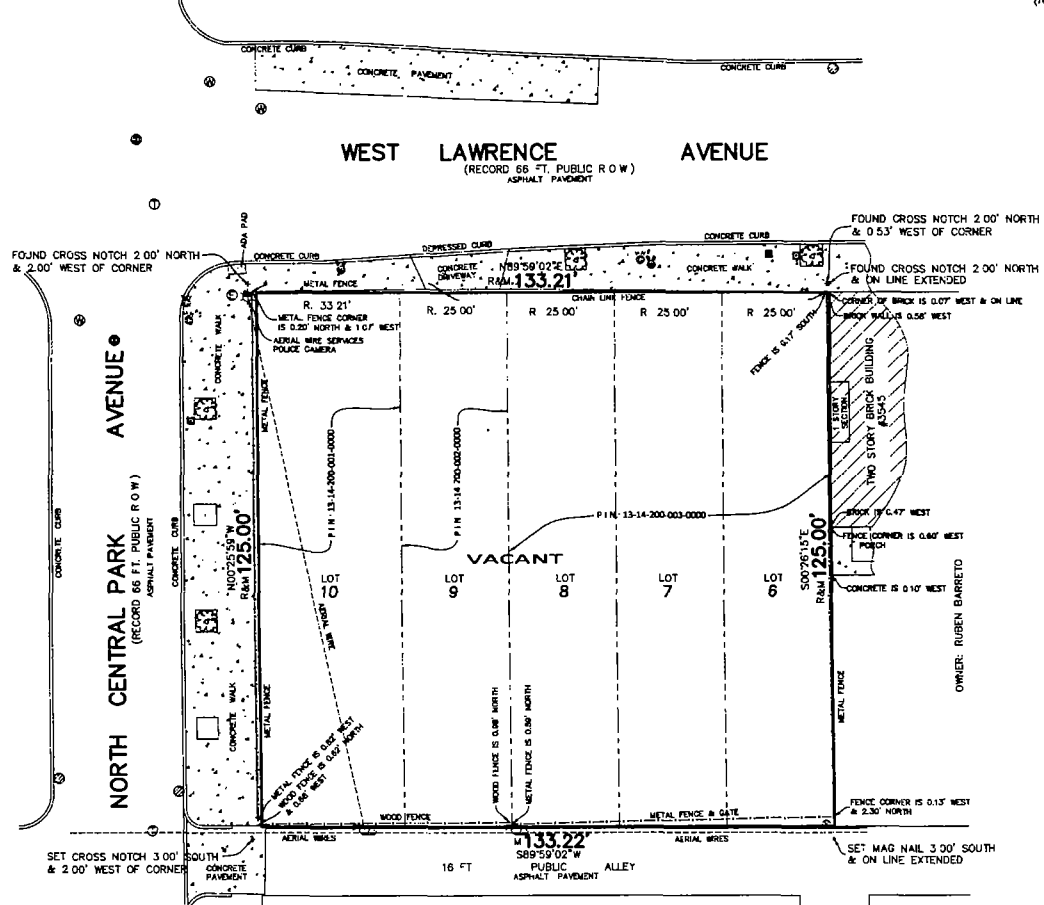 CONCRETE CURB
CONCRETE PAVEMENT
CONCRETE CURB
WEST LAWRENCE AVENUE
(RECORD 66 FT. PUBLIC R O W)
ASPHALT PAVEMENT
FOUND CROSS NOTCH 2 00' NORTH
& 0 53' WEST OF CORNER
FOUND CROSS NOTCH 2 00' NORTH
& 2.00' WEST OF CORNER
ADA PAD
CONCRETE CURB
DEPRESSED CURB
CONCRETE CURB
CONCRETE
DRIVEWAY
N89°59'02"E
R&M 133.21'
CONCRETE WALK
FOUND CROSS NOTCH 2 00' NORTH
& ON LINE EXTENDED
METAL FENCE
CHAIN LINK FENCE
CORNER OF BRICK IS 0.07' WEST & ON LINE
BRICK WALL IS 0.58' WEST
R. 33 21'
R. 25 00'
R 25 00'
R 25 00'
R 25 00'
METAL FENCE CORNER
IS 0.20' NORTH & 1 07' WEST
AERIAL WIRE SERVICES
POLICE CAMERA
FENCE IS 0.17' SOUTH
CONCRETE WALK
METAL FENCE
1 STORY
SECTION
TWO STORY BRICK BUILDING
#3545
NORTH CENTRAL PARK AVENUE
(RECORD 66 FT. PUBLIC R O W)
ASPHALT PAVEMENT
CONCRETE CURB
CONCRETE CURB
N00°25'59"W
R&M 125.00'
P I N 13-14-200-001-0000
P I N 13-14 200-002-0000
P I N. 13-14-200-003-0000
VACANT
LOT
10
LOT
9
LOT
8
LOT
7
LOT
6
S00°26'15"E
R&M 125.00'
BRICK IS 0.47' WEST
FENCE CORNER IS 0.60' WEST
PORCH
CONCRETE IS 0 10' WEST
OWNER: RUBEN BARRETO
AERIAL WIRE
METAL FENCE
METAL FENCE
CONCRETE WALK
METAL FENCE IS 0.82' WEST
WOOD FENCE IS 0.62' NORTH
& 0.66' WEST
WOOD FENCE IS 0.98' NORTH
METAL FENCE IS 0.89' NORTH
FENCE CORNER IS 0.13' WEST
& 2.30' NORTH
WOOD FENCE
METAL FENCE & GATE
AERIAL WIRES
M 133.22'
S89°59'02"W
AERIAL WIRES
SET CROSS NOTCH 3 00' SOUTH
& 2 00' WEST OF CORNER
CONCRETE
PAVEMENT
16 FT PUBLIC ALLEY
ASPHALT PAVEMENT
SET MAG NAIL 3 00' SOUTH
& ON LINE EXTENDED